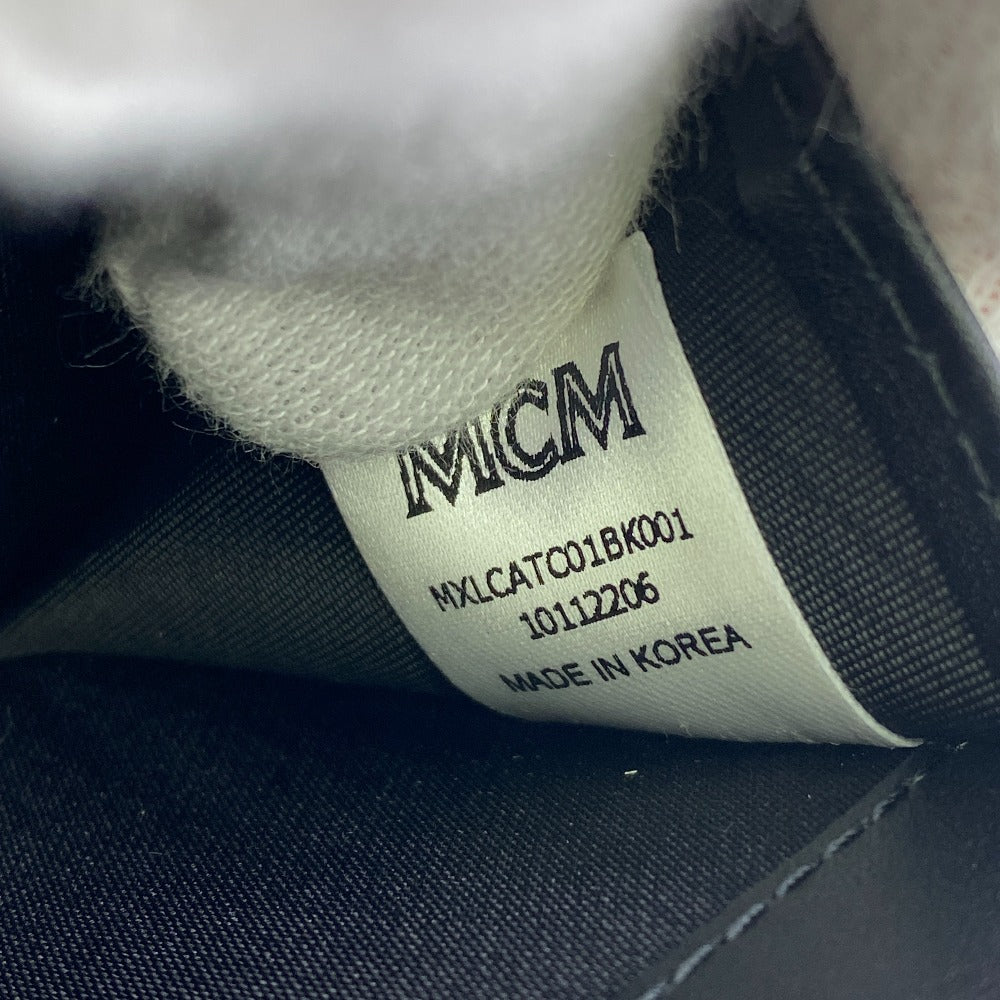 MCM
MXLCATC01BK001
10112206
MADE IN KOREA